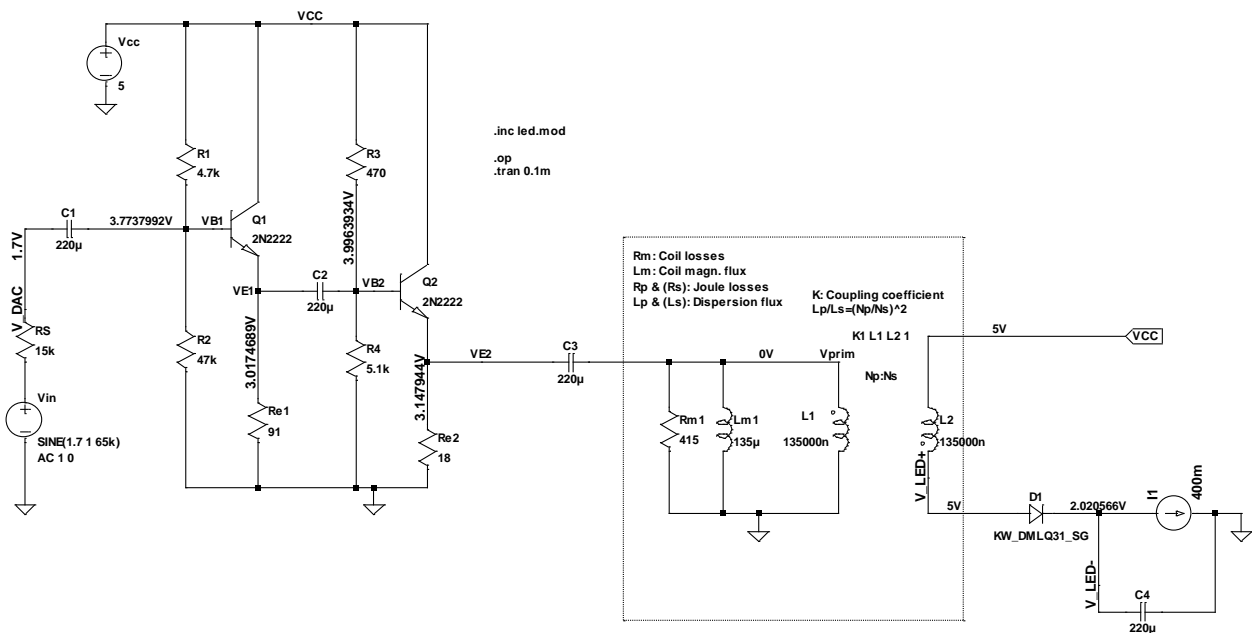 VCC
Vcc
5
.inc led.mod
.op
.tran 0.1m
R1
4.7k
R3
470
C1
220µ
3.7737992V
VB1
Q1
2N2222
3.9963934V
1.7V
V_DAC
RS
15k
Vin
SINE(1.7 1 65k)
AC 1 0
R2
47k
VE1
3.0174689V
Re1
91
C2
220µ
VB2
Q2
2N2222
R4
5.1k
VE2
3.147944V
Re2
18
C3
220µ
Rm: Coil losses
Lm: Coil magn. flux
Rp & (Rs): Joule losses
Lp & (Ls): Dispersion flux
K: Coupling coefficient
Lp/Ls=(Np/Ns)^2
K1 L1 L2 1
0V
Vprim
Np:Ns
Rm1
415
Lm1
135µ
L1
135000n
L2
135000n
5V
VCC
V_LED+
5V
D1
KW_DMLQ31_SG
2.020566V
I1
400m
V_LED-
C4
220µ